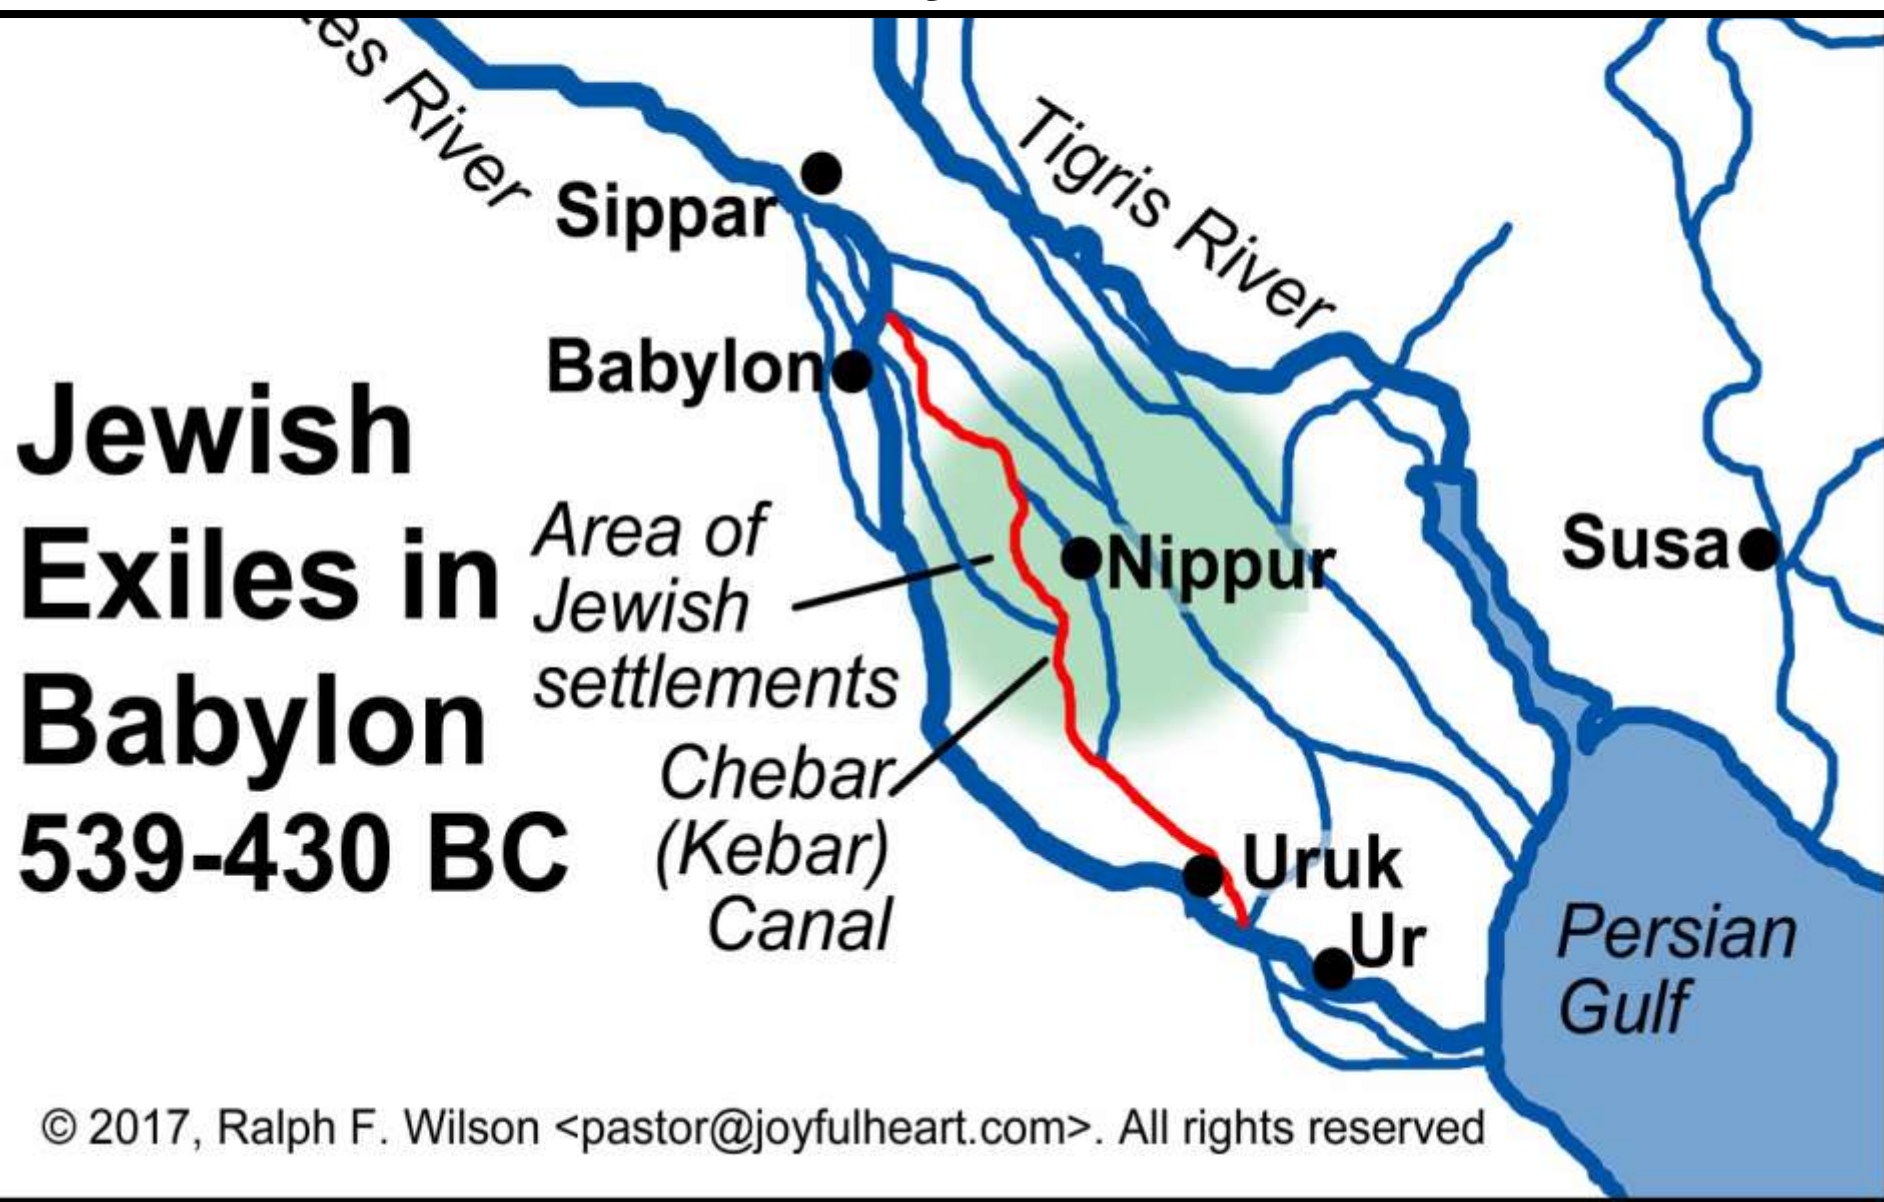 River
Tigris River
Sippar
Babylon
Jewish
Exiles in
Babylon
539-430 BC
Area of
Jewish
settlements
Nippur
Susa
Chebar
(Kebar)
Canal
Uruk
Ur
Persian
Gulf
© 2017, Ralph F. Wilson <pastor@joyfulheart.com>. All rights reserved